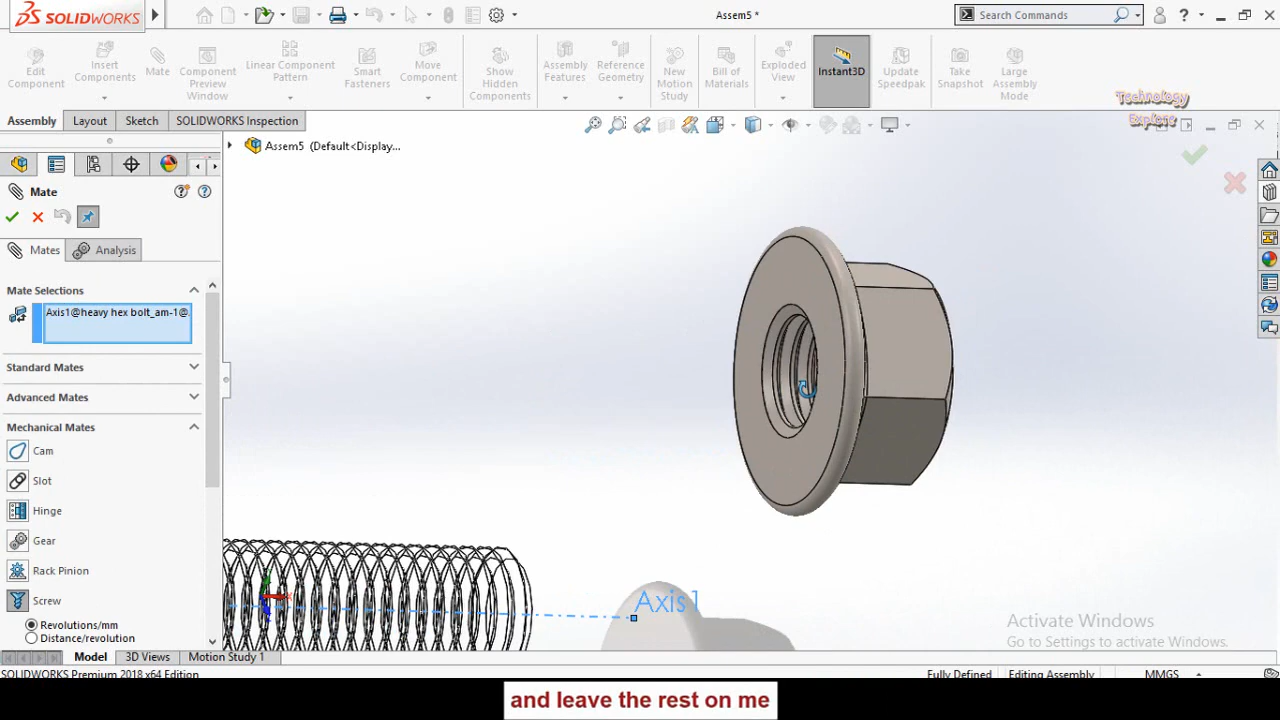 SOLIDWORKS
Assem5 *
Search Commands
Edit Component
Insert Components
Mate
Component Preview Window
Linear Component Pattern
Smart Fasteners
Move Component
Show Hidden Components
Assembly Features
Reference Geometry
New Motion Study
Bill of Materials
Exploded View
Instant3D
Update Speedpak
Take Snapshot
Large Assembly Mode
Technology Explore
Assembly
Layout
Sketch
SOLIDWORKS Inspection
Assem5 (Default<Display...
Mate
Mates
Analysis
Mate Selections
Axis1@heavy hex bolt_am-1@
Standard Mates
Advanced Mates
Mechanical Mates
Cam
Slot
Hinge
Gear
Rack Pinion
Screw
Revolutions/mm
Distance/revolution
Axis1
Activate Windows
Go to Settings to activate Windows.
Model
3D Views
Motion Study 1
SOLIDWORKS Premium 2018 x64 Edition
Fully Defined
Editing Assembly
MMGS
and leave the rest on me